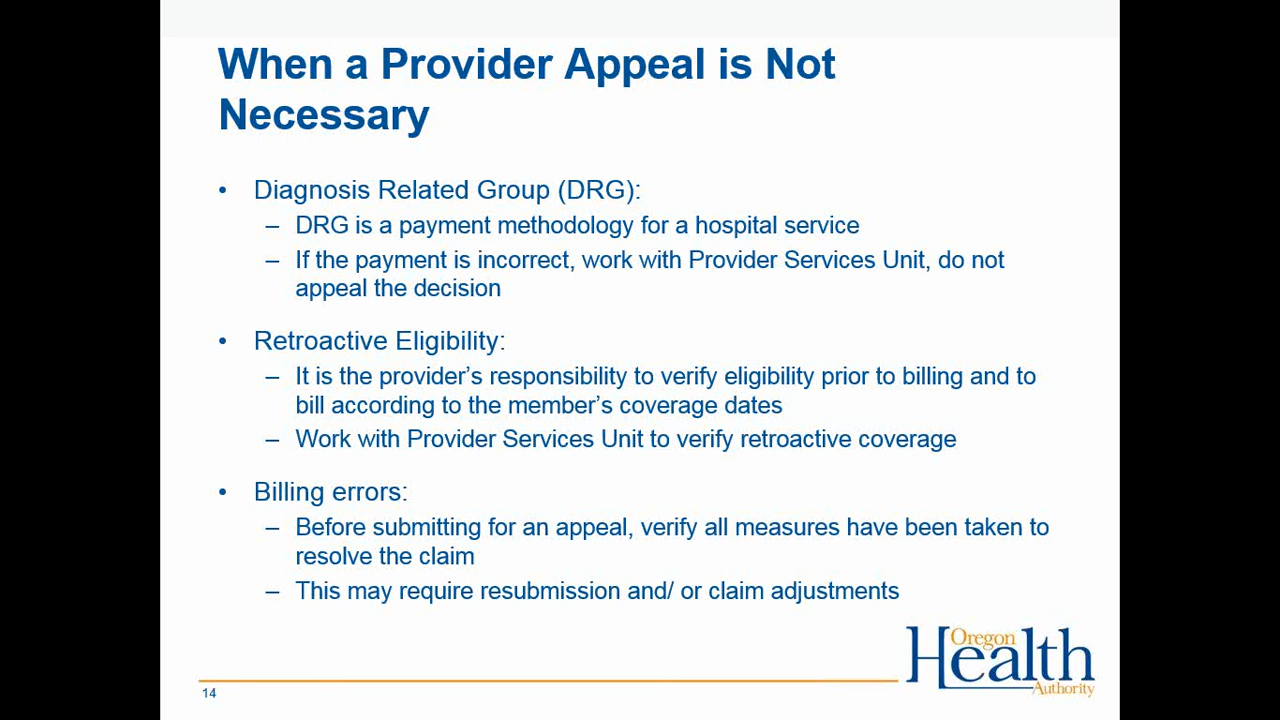 When a Provider Appeal is Not
Necessary
• Diagnosis Related Group (DRG):
– DRG is a payment methodology for a hospital service
– If the payment is incorrect, work with Provider Services Unit, do not
appeal the decision
• Retroactive Eligibility:
– It is the provider’s responsibility to verify eligibility prior to billing and to
bill according to the member’s coverage dates
– Work with Provider Services Unit to verify retroactive coverage
• Billing errors:
– Before submitting for an appeal, verify all measures have been taken to
resolve the claim
– This may require resubmission and/ or claim adjustments
14
Oregon
Health
Authority